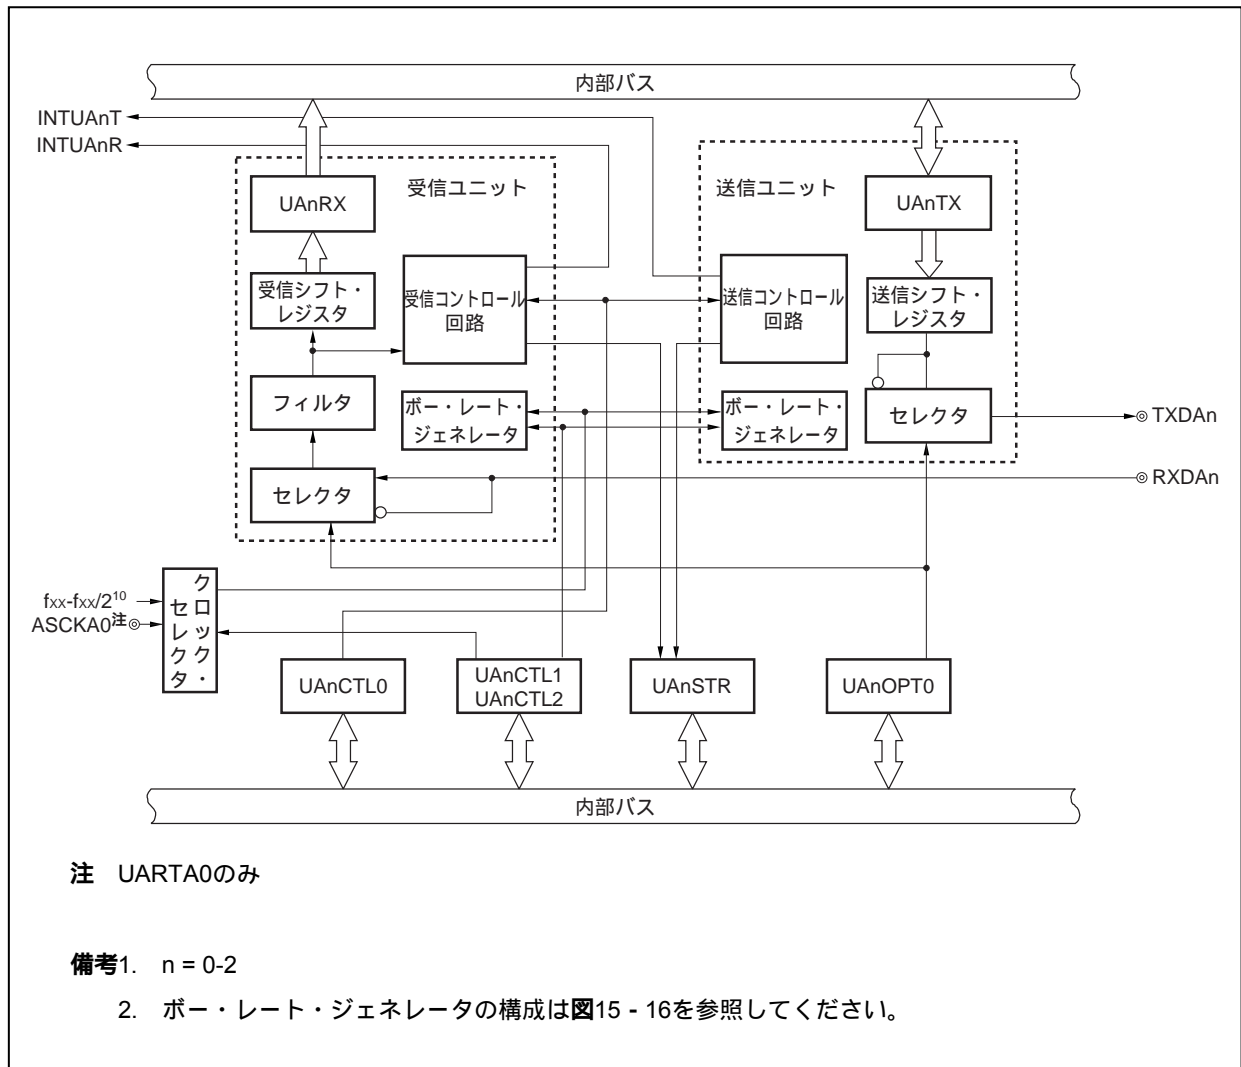 内部バス
INTUAnT
INTUAnR
受信ユニット
送信ユニット
UAnRX
UAnTX
受信シフト・
レジスタ
受信コントロール
回路
送信コントロール
回路
送信シフト・
レジスタ
フィルタ
ボー・レート・
ジェネレータ
ボー・レート・
ジェネレータ
セレクタ
TXDAn
セレクタ
RXDAn
fxx-fxx/2¹⁰
ASCKA0注
クロック・
セレクタ
UAnCTL0
UAnCTL1
UAnCTL2
UAnSTR
UAnOPT0
内部バス
注 UARTA0のみ
備考1. n = 0-2
2. ボー・レート・ジェネレータの構成は図15 - 16を参照してください。